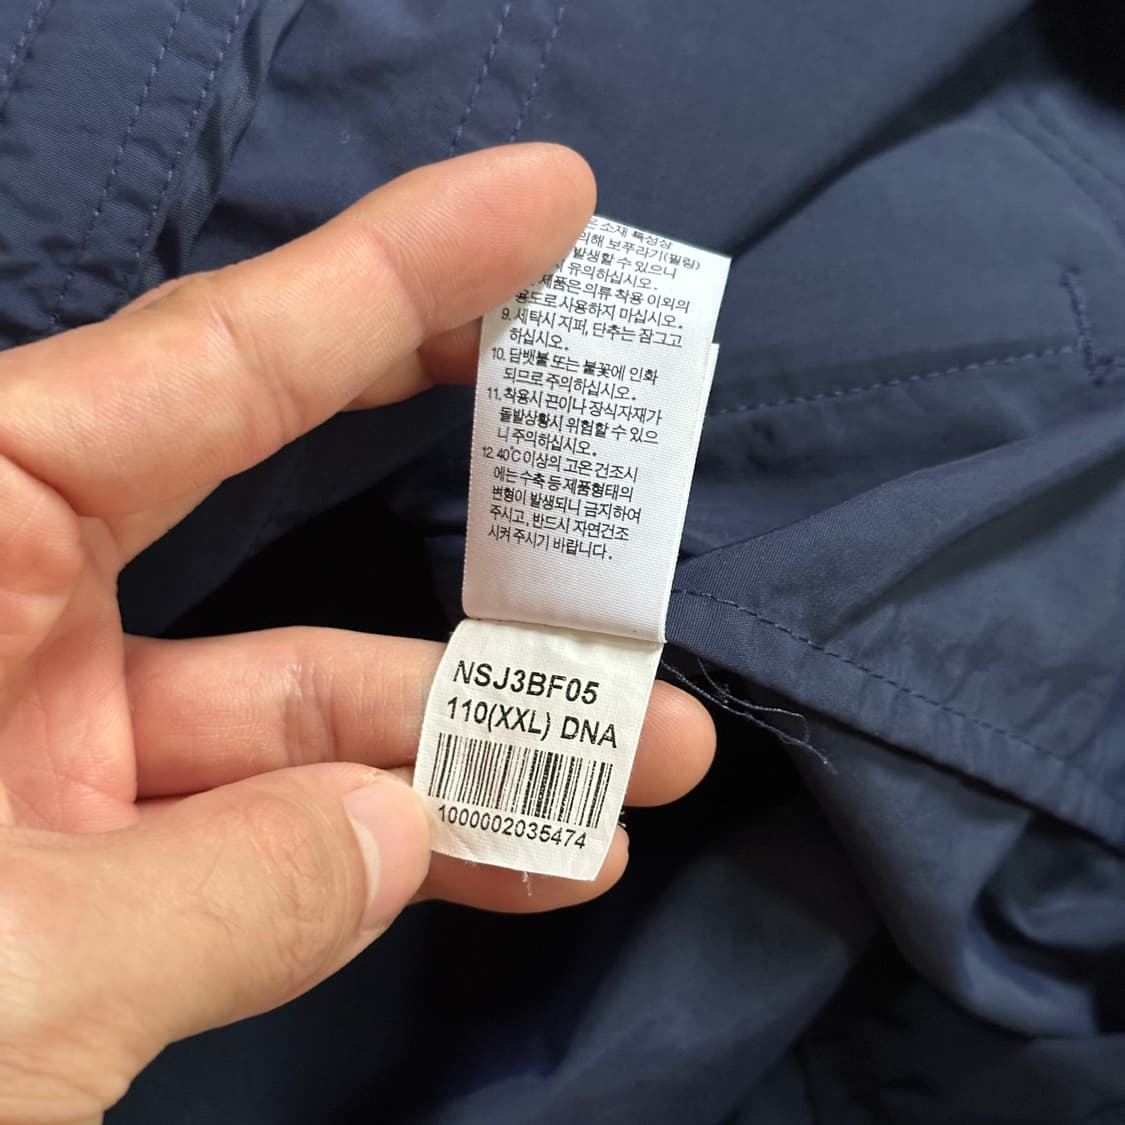 소재 특성상
의해 보푸라기(필링)
발생할 수 있으니
유의하십시오.
제품은 의류 착용 이외의
용도로 사용하지 마십시오.
9. 세탁시 지퍼, 단추는 잠그고
하십시오.
10. 담뱃불 또는 불꽃에 인화
되므로 주의하십시오.
11. 착용시 끈이나 장식자재가
돌발상황시 위험할 수 있으
니 주의하십시오.
12. 40℃ 이상의 고온 건조시
에는 수축 등 제품형태의
변형이 발생되니 금지하여
주시고, 반드시 자연건조
시켜 주시기 바랍니다.
NSJ3BF05
110(XXL) DNA
1000002035474